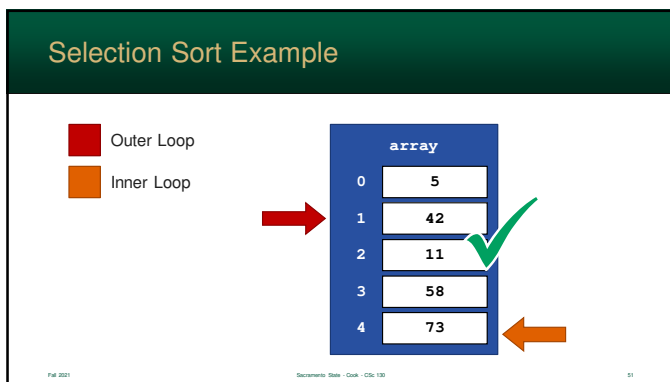 Selection Sort Example
Outer Loop
Inner Loop
array
0 5
1 42
2 11
3 58
4 73
Fall 2021 Sacramento State - Cook - CSc 130 51